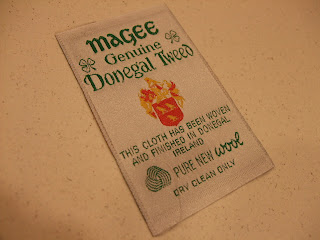 MAGEE
Genuine
Donegal Tweed
THIS CLOTH HAS BEEN WOVEN
AND FINISHED IN DONEGAL
IRELAND
PURE NEW wool
DRY CLEAN ONLY